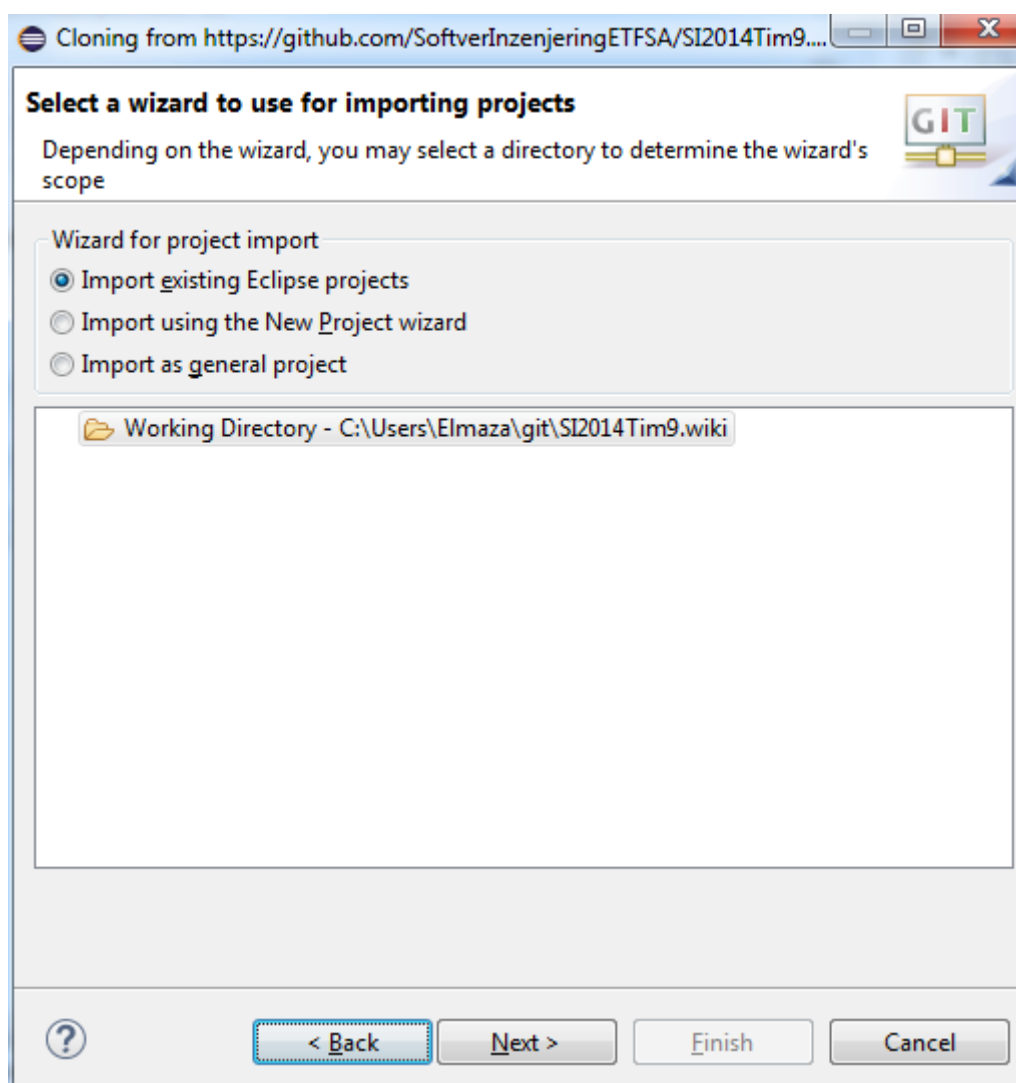 Cloning from https://github.com/SoftverInzenjeringETFSA/SI2014Tim9....
Select a wizard to use for importing projects
Depending on the wizard, you may select a directory to determine the wizard's
scope
GIT
Wizard for project import
Import existing Eclipse projects
Import using the New Project wizard
Import as general project
Working Directory - C:\Users\Elmaza\git\SI2014Tim9.wiki
?
< Back
Next >
Finish
Cancel